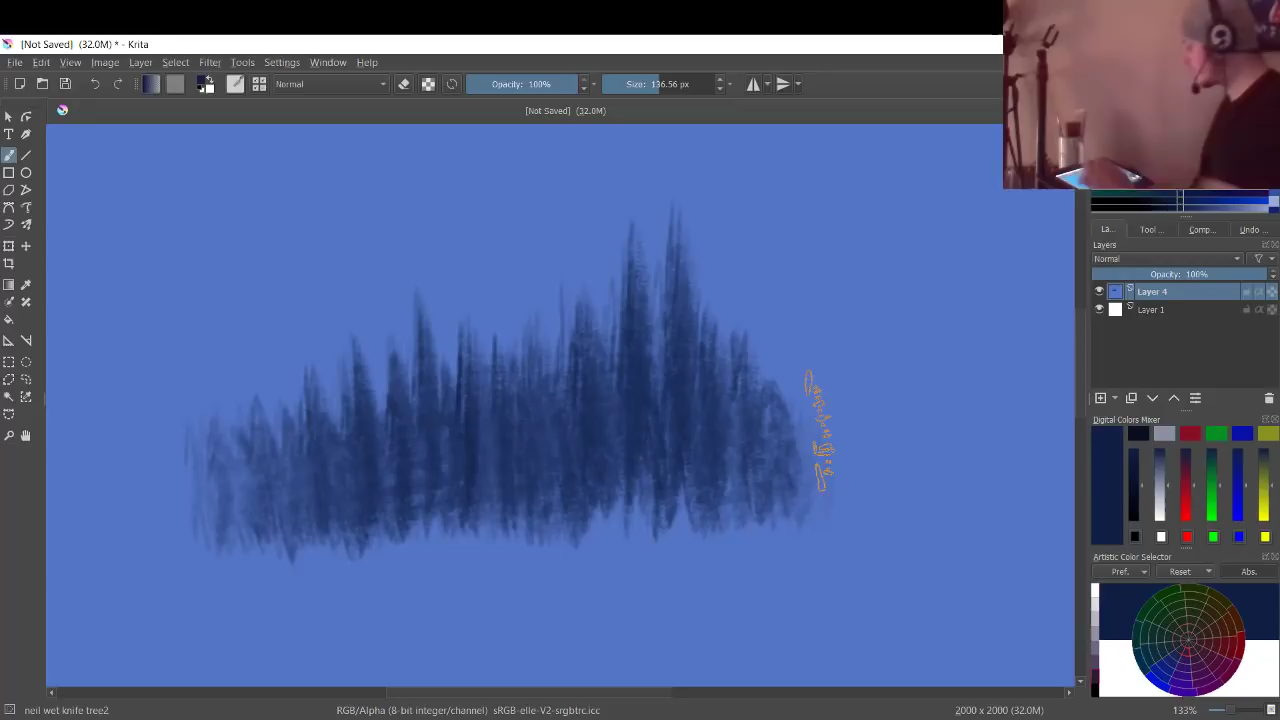 [Not Saved] (32.0M) * - Krita
File Edit View Image Layer Select Filter Tools Settings Window Help
Normal Opacity: 100% Size: 136.56 px
[Not Saved] (32.0M)
La... Tool ... Comp... Undo ...
Layers
Normal
Opacity: 100%
Layer 4
Layer 1
Digital Colors Mixer
Artistic Color Selector
Pref. Reset Abs.
neil wet knife tree2 RGB/Alpha (8-bit integer/channel) sRGB-elle-V2-srgbtrc.icc 2000 x 2000 (32.0M) 133%